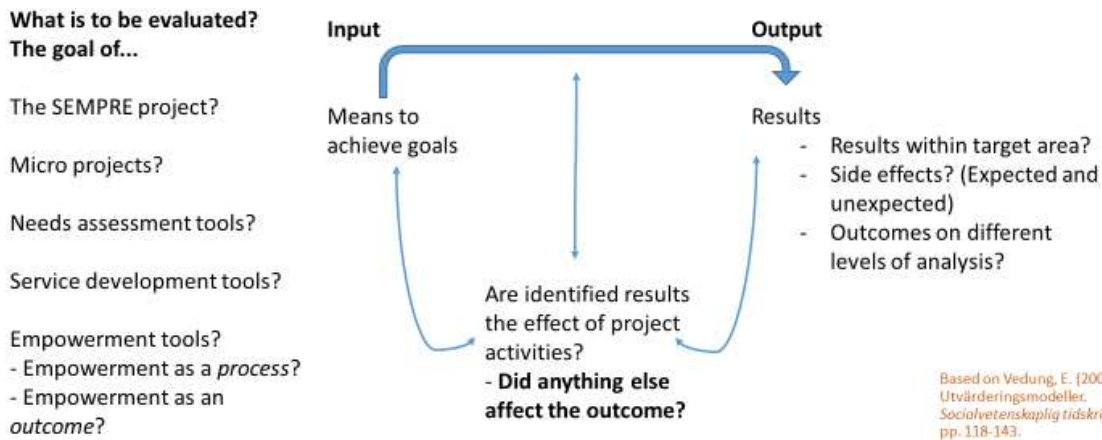 What is to be evaluated?
The goal of...
The SEMPRE project?
Micro projects?
Needs assessment tools?
Service development tools?
Empowerment tools?
- Empowerment as a process?
- Empowerment as an
outcome?
Input
Output
Means to
achieve goals
Results
- Results within target area?
- Side effects? (Expected and
unexpected)
- Outcomes on different
levels of analysis?
Are identified results
the effect of project
activities?
- Did anything else
affect the outcome?
Based on Vedung, E. (200
Utvärderingsmodeller.
Socialvetenskaplig tidskri
pp. 118-143.